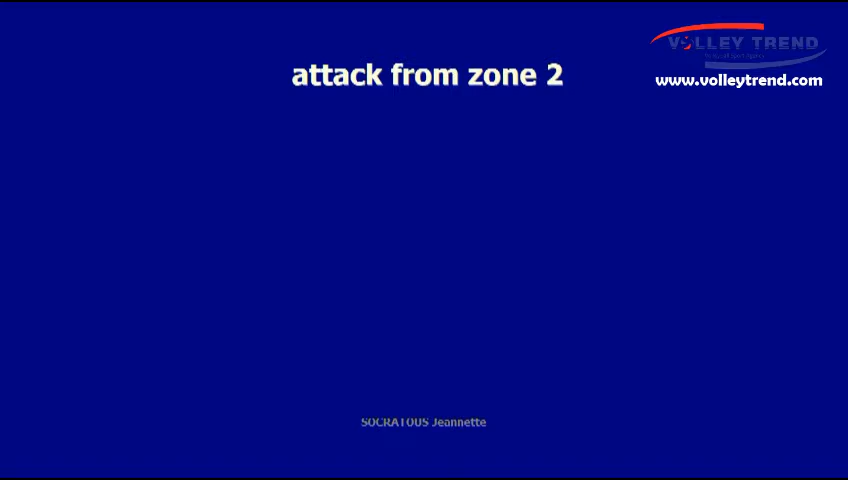 VOLLEY TREND
www.volleytrend.com
attack from zone 2
SOCRATOUS Jeannette